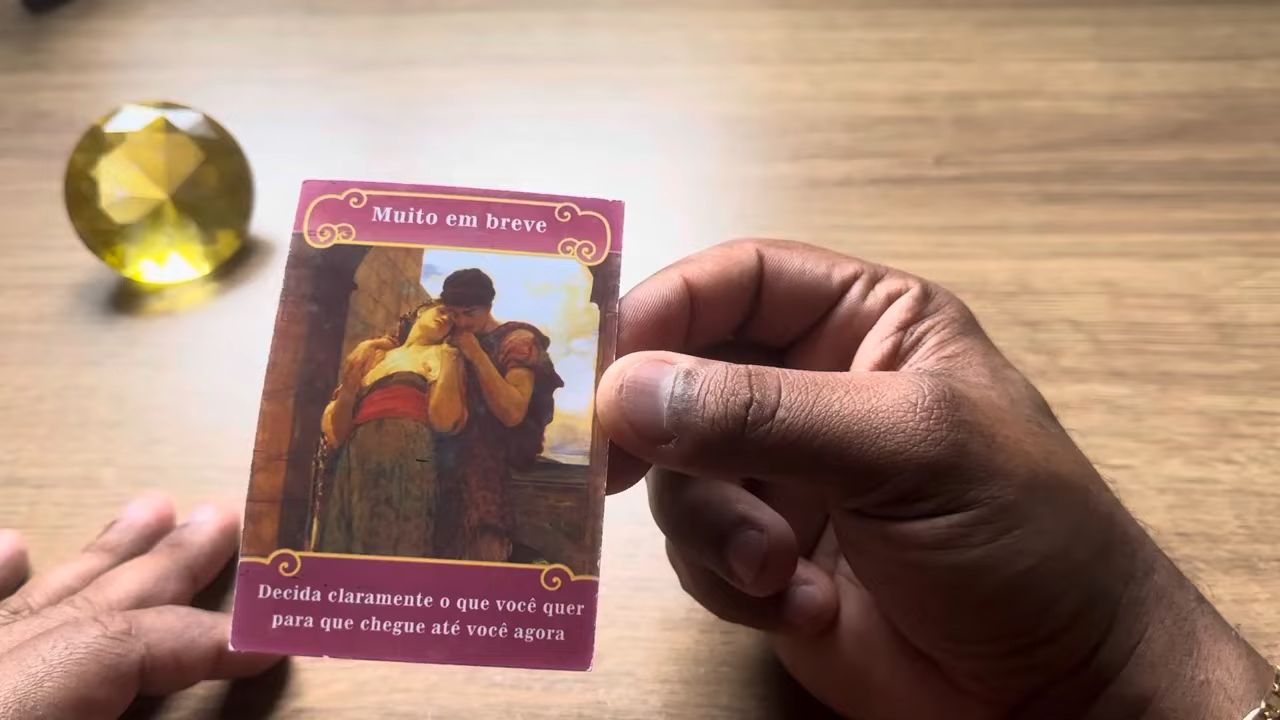 Muito em breve
Decida claramente o que você quer
para que chegue até você agora